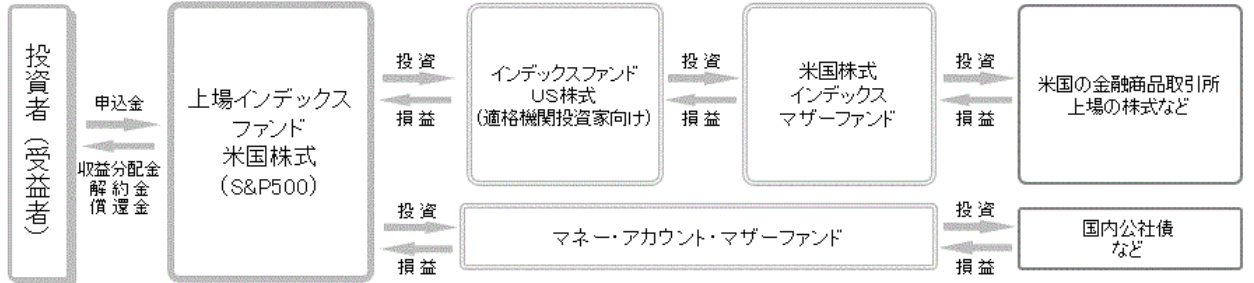 投資者（受益者）
申込金
収益分配金
解約金
償還金
上場インデックス
ファンド
米国株式
（S&P500）
投資
損益
インデックスファンド
US株式
（適格機関投資家向け）
投資
損益
米国株式
インデックス
マザーファンド
投資
損益
米国の金融商品取引所
上場の株式など
投資
損益
マネー・アカウント・マザーファンド
投資
損益
国内公社債
など